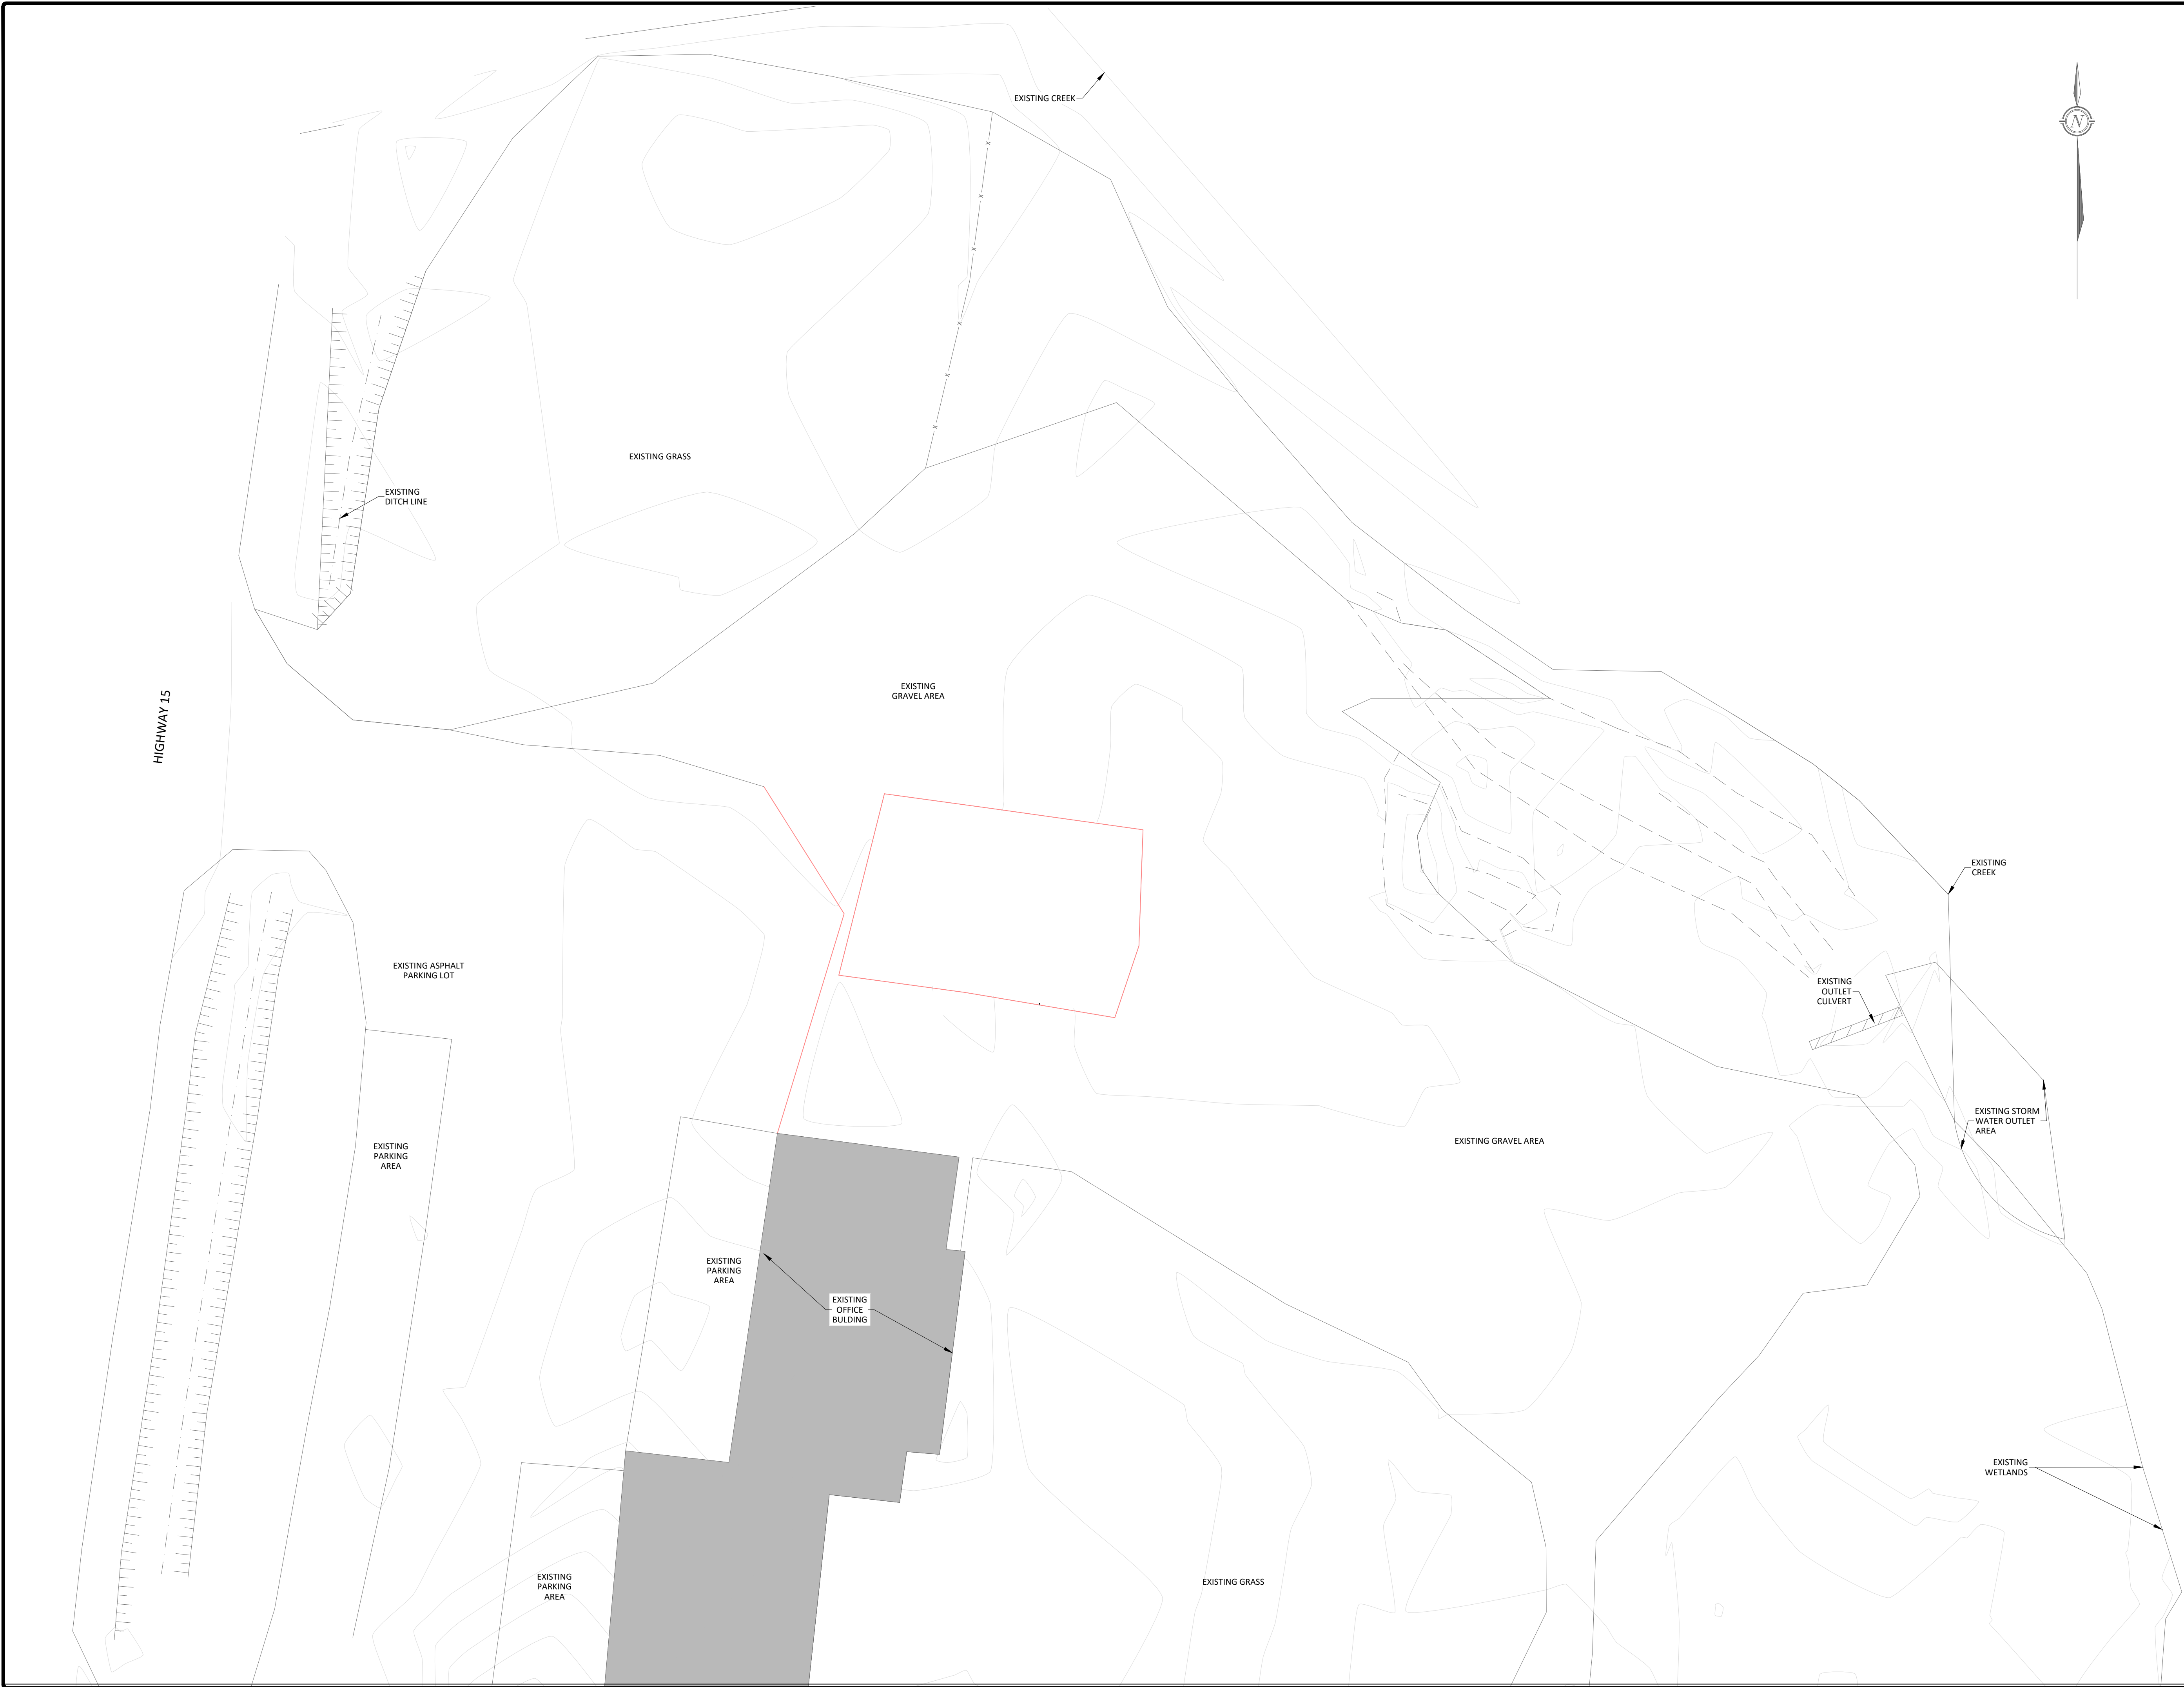 EXISTING CREEK
N
EXISTING GRASS
EXISTING
DITCH LINE
HIGHWAY 15
EXISTING
GRAVEL AREA
EXISTING
CREEK
EXISTING ASPHALT
PARKING LOT
EXISTING
OUTLET
CULVERT
EXISTING STORM
WATER OUTLET
AREA
EXISTING
PARKING
AREA
EXISTING GRAVEL AREA
EXISTING
PARKING
AREA
EXISTING
OFFICE
BULDING
EXISTING
WETLANDS
EXISTING
PARKING
AREA
EXISTING GRASS